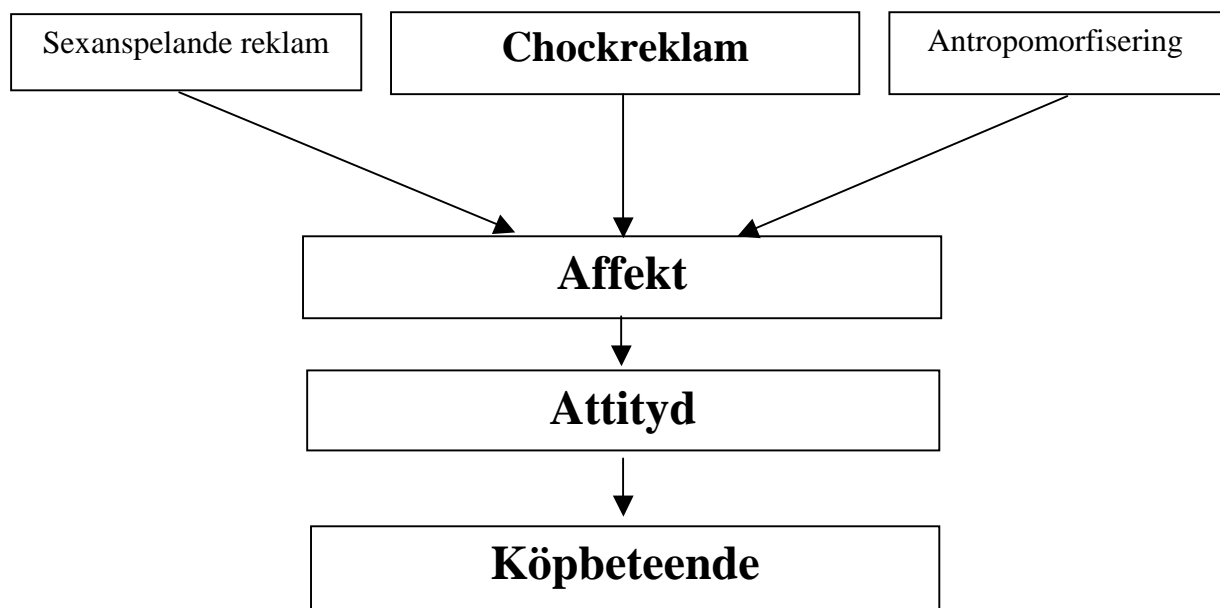 Sexanspelande reklam
Chockreklam
Antropomorfisering
Affekt
Attityd
Köpbeteende